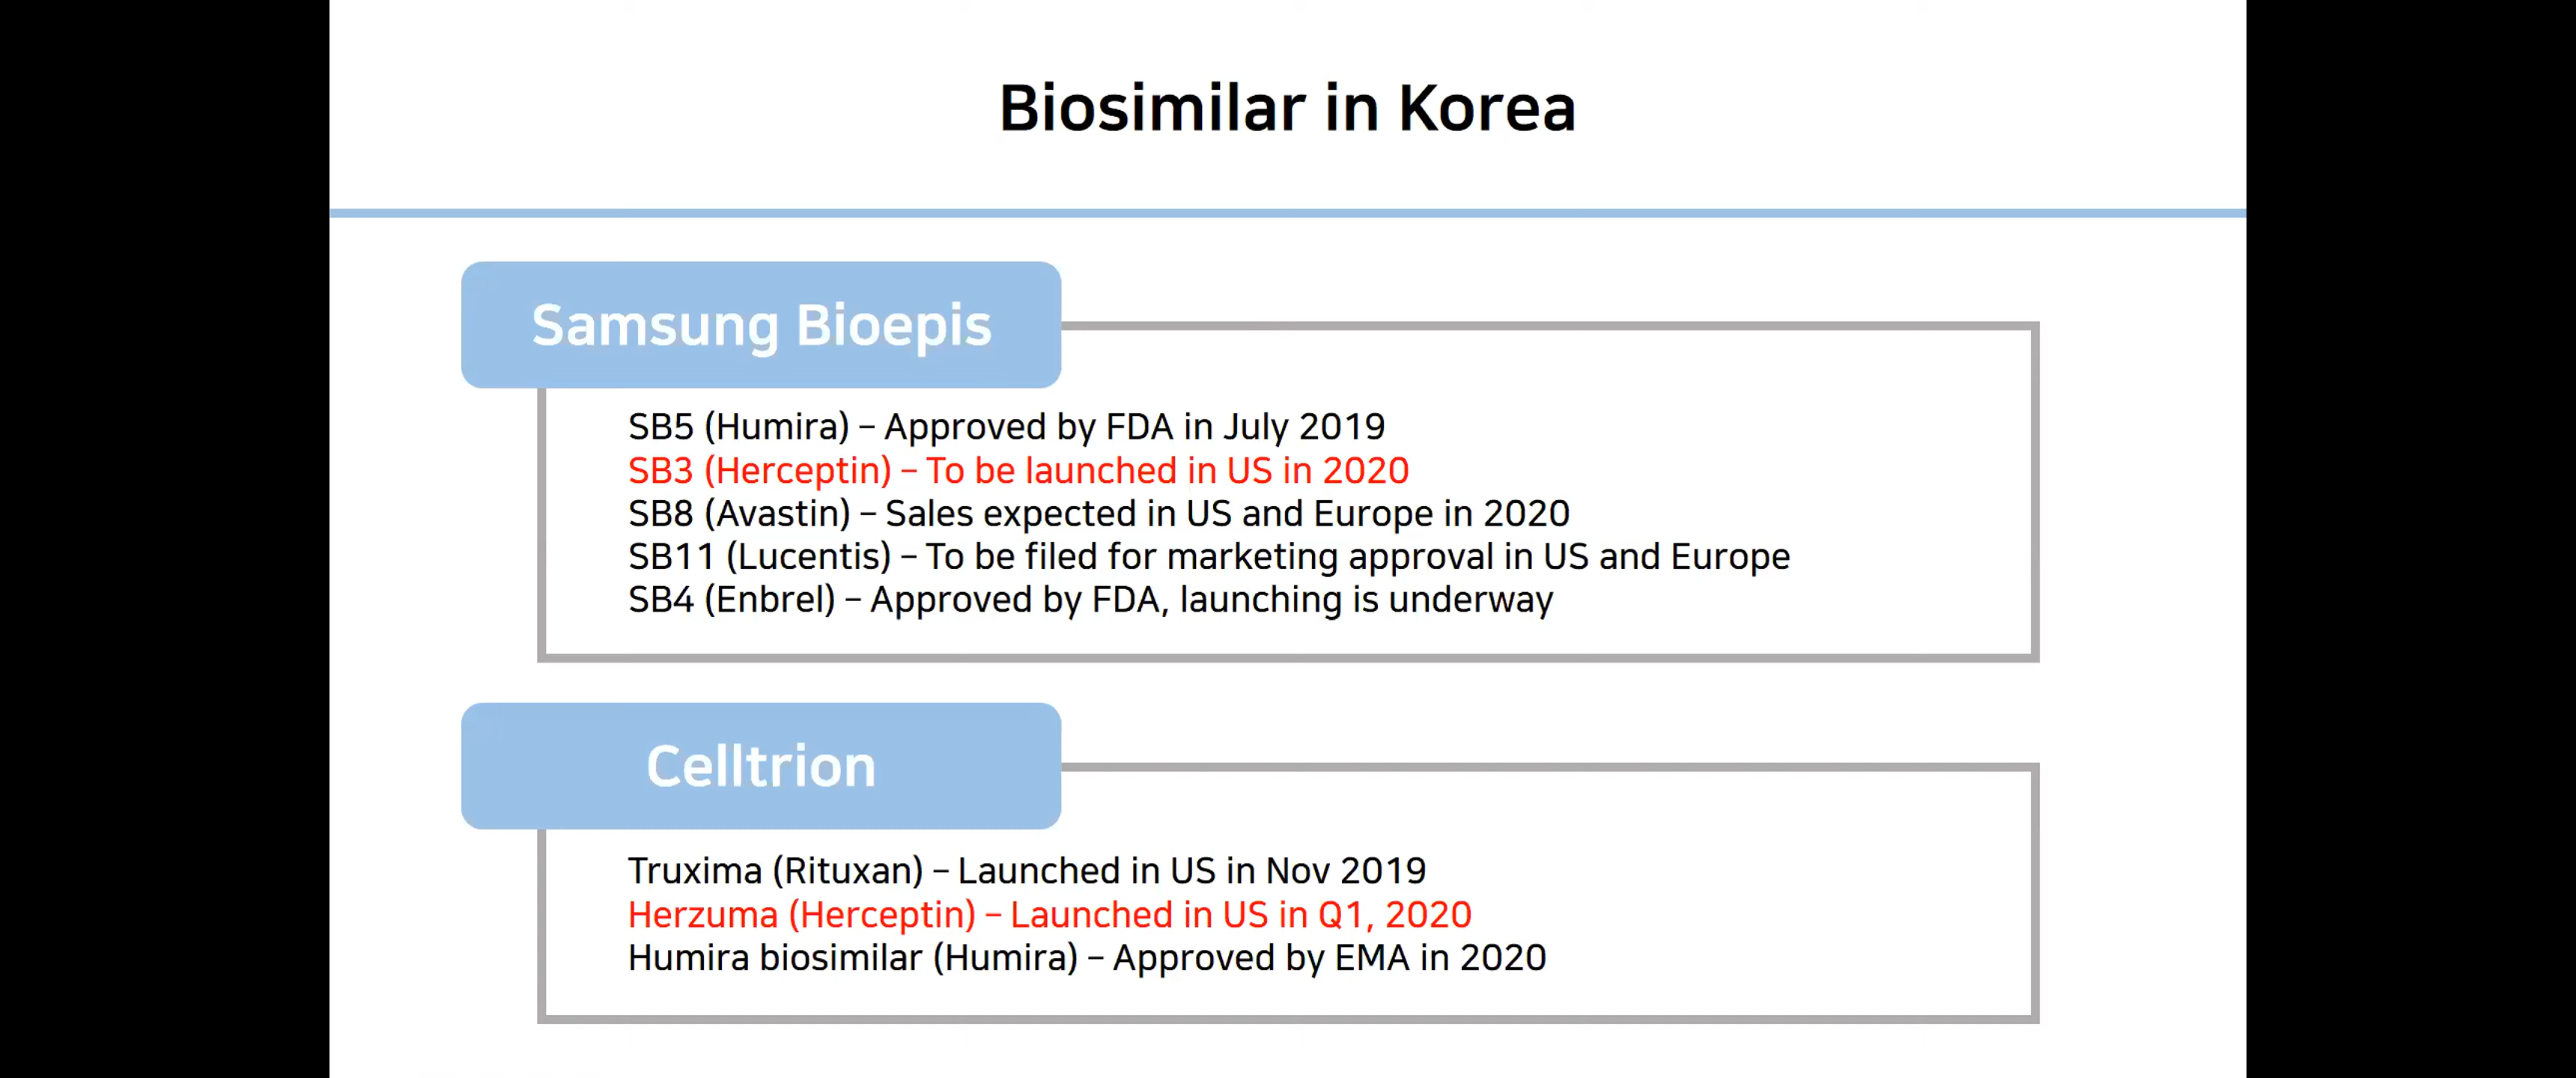 Biosimilar in Korea
Samsung Bioepis
SB5 (Humira) – Approved by FDA in July 2019
SB3 (Herceptin) – To be launched in US in 2020
SB8 (Avastin) – Sales expected in US and Europe in 2020
SB11 (Lucentis) – To be filed for marketing approval in US and Europe
SB4 (Enbrel) – Approved by FDA, launching is underway
Celltrion
Truxima (Rituxan) – Launched in US in Nov 2019
Herzuma (Herceptin) – Launched in US in Q1, 2020
Humira biosimilar (Humira) – Approved by EMA in 2020